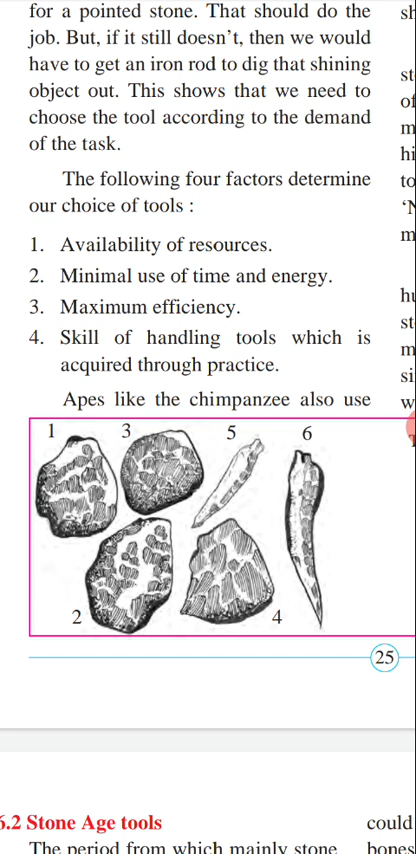 for a pointed stone. That should do the
job. But, if it still doesn’t, then we would
have to get an iron rod to dig that shining
object out. This shows that we need to
choose the tool according to the demand
of the task.
The following four factors determine
our choice of tools :
1. Availability of resources.
2. Minimal use of time and energy.
3. Maximum efficiency.
4. Skill of handling tools which is
acquired through practice.
Apes like the chimpanzee also use
1 3 5 6
2 4
25
6.2 Stone Age tools
The period from which mainly stone
could
bones